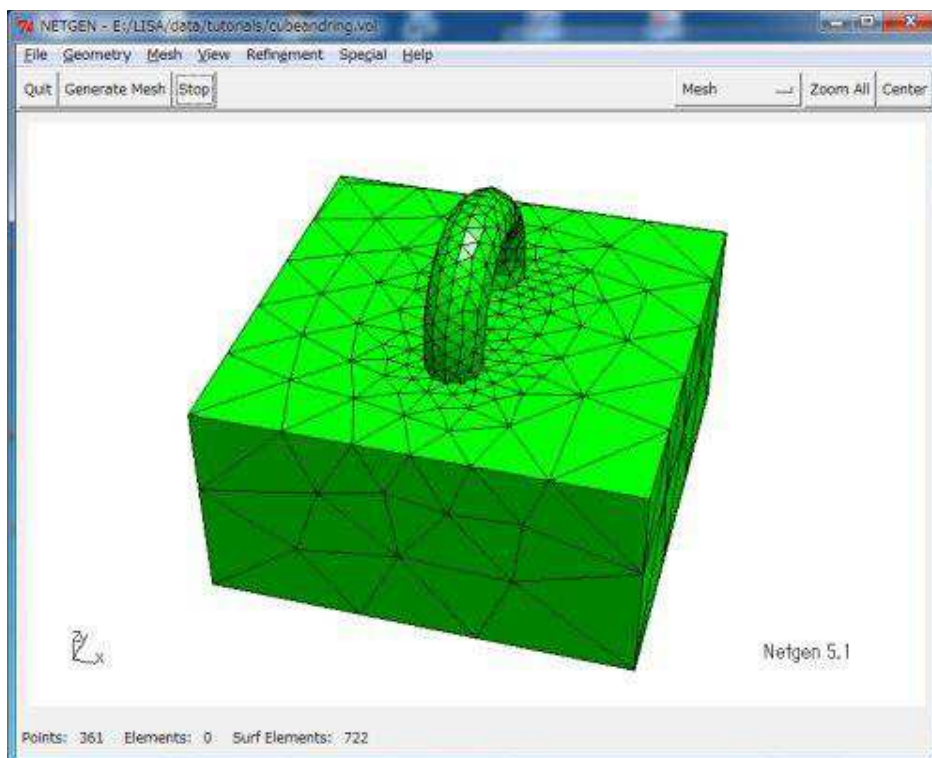 NETGEN - E:/LISA/data/tutorials/cubeandring.vol
File Geometry Mesh View Refinement Special Help
Quit Generate Mesh Stop Mesh Zoom All Center
Zy
x
Netgen 5.1
Points: 361 Elements: 0 Surf Elements: 722